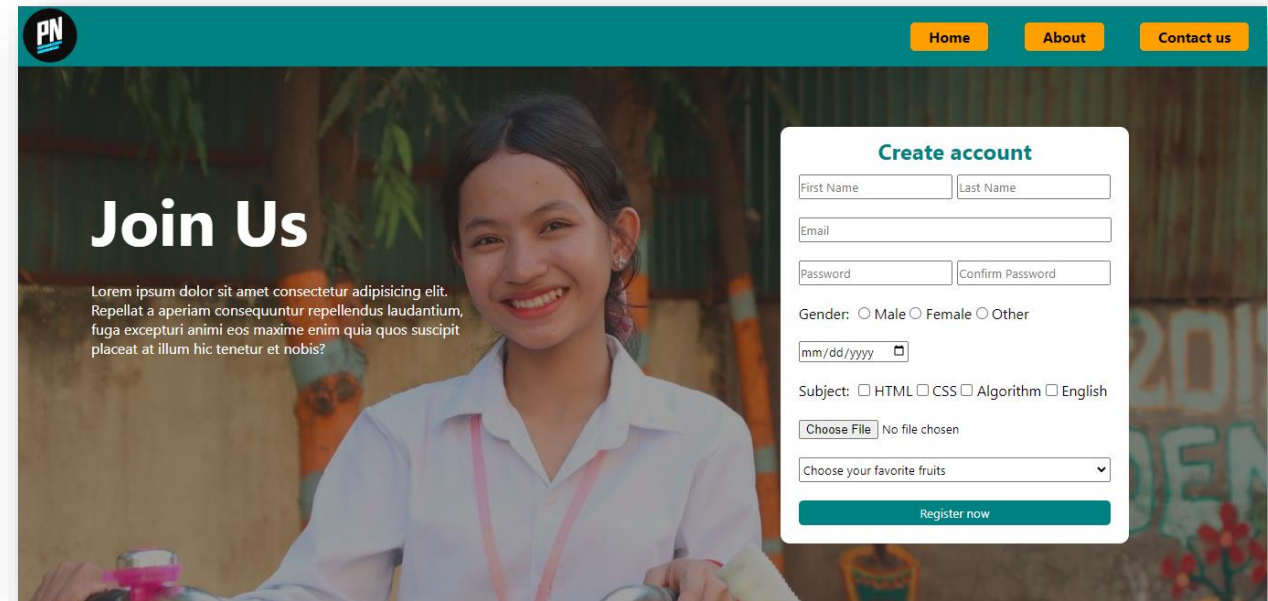 PN
Home About Contact us
Create account
First Name Last Name
Join Us
Email
Password Confirm Password
Lorem ipsum dolor sit amet consectetur adipisicing elit.
Repellat a aperiam consequuntur repellendus laudantium,
fuga excepturi animi eos maxime enim quia quos suscipit
placeat at illum hic tenetur et nobis?
Gender: Male Female Other
mm/dd/yyyy
Subject: HTML CSS Algorithm English
Choose File No file chosen
Choose your favorite fruits
Register now